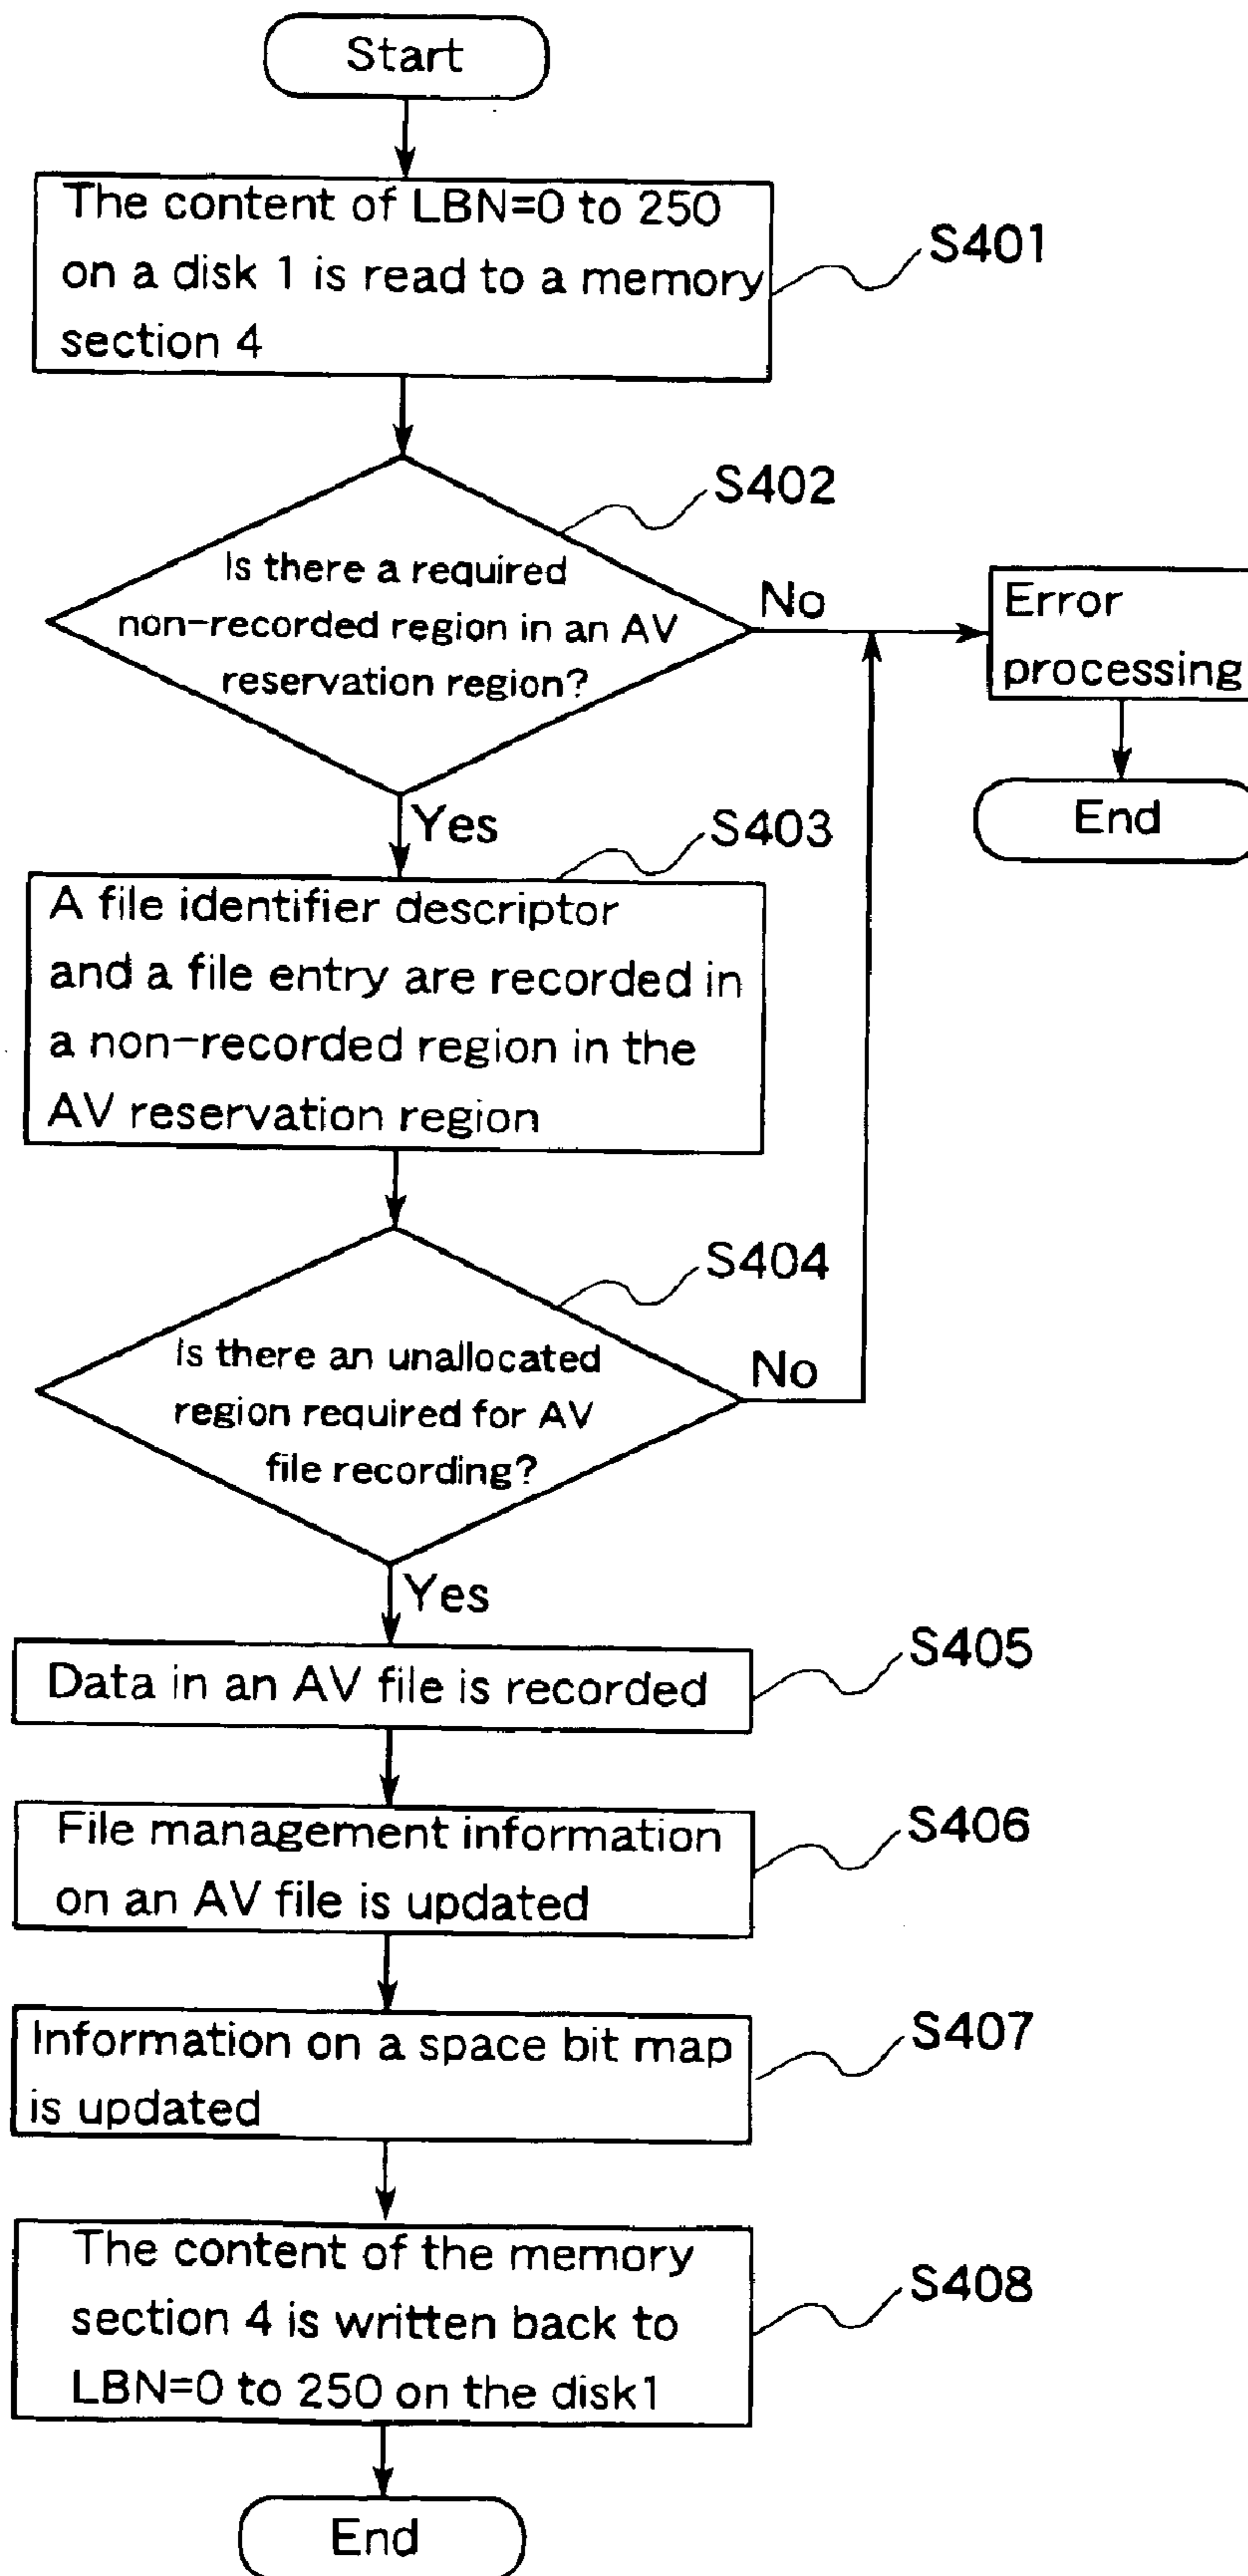 Start
The content of LBN=0 to 250
on a disk 1 is read to a memory
section 4
S401
S402
Is there a required
non-recorded region in an AV
reservation region?
No
Error
processing
End
Yes
S403
A file identifier descriptor
and a file entry are recorded in
a non-recorded region in the
AV reservation region
S404
Is there an unallocated
region required for AV
file recording?
No
Yes
Data in an AV file is recorded
S405
File management information
on an AV file is updated
S406
Information on a space bit map
is updated
S407
The content of the memory
section 4 is written back to
LBN=0 to 250 on the disk1
S408
End